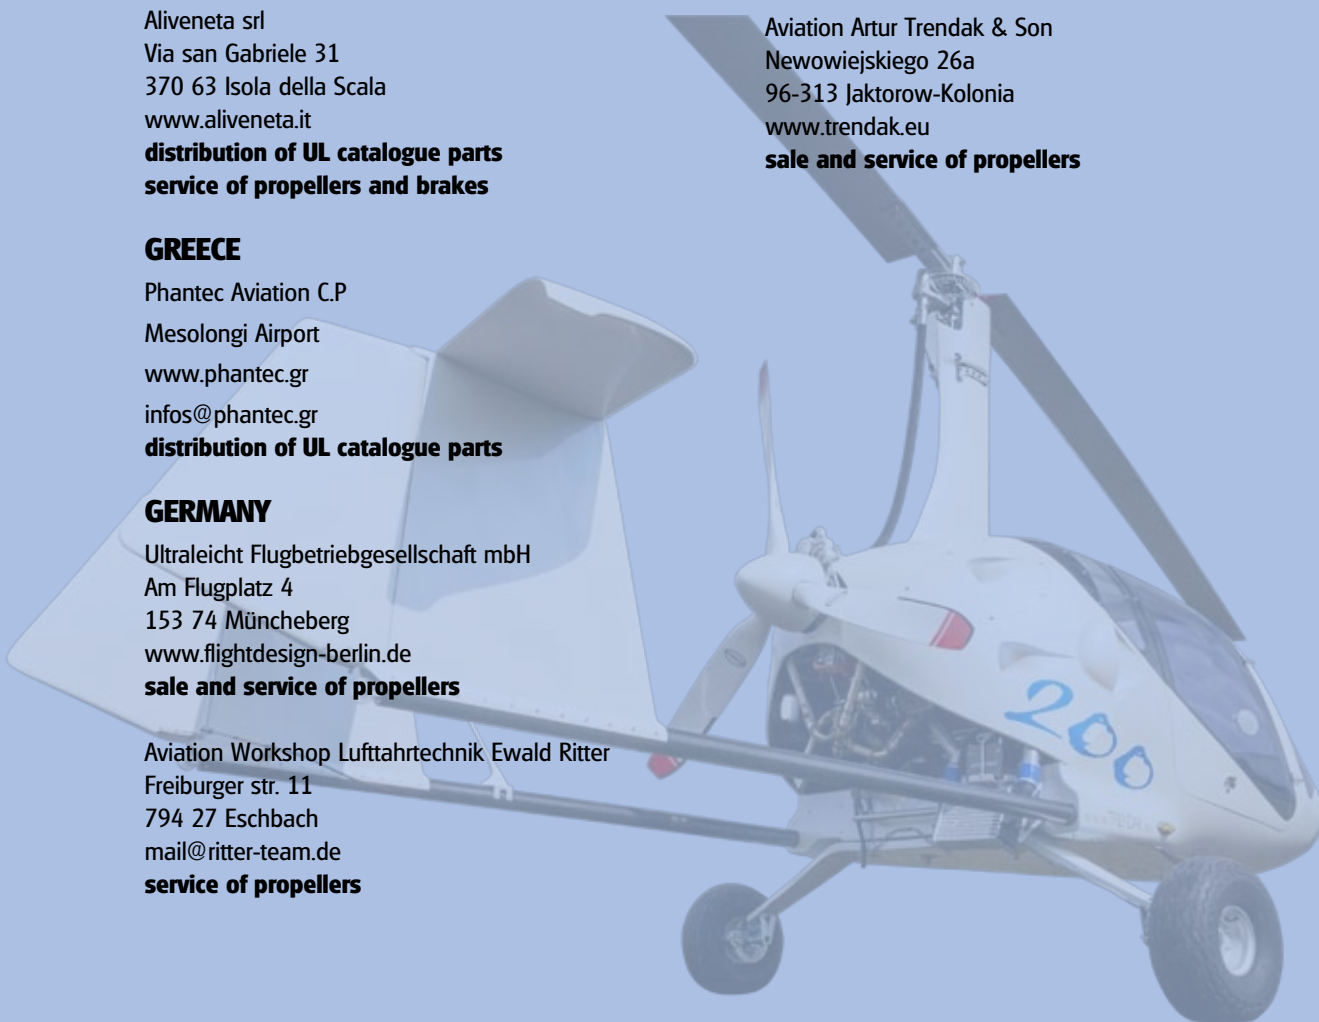 Aliveneta srl
Via san Gabriele 31
370 63 Isola della Scala
www.aliveneta.it
distribution of UL catalogue parts
service of propellers and brakes
GREECE
Phantec Aviation C.P
Mesolongi Airport
www.phantec.gr
infos@phantec.gr
distribution of UL catalogue parts
GERMANY
Ultraleicht Flugbetriebgesellschaft mbH
Am Flugplatz 4
153 74 Müncheberg
www.flightdesign-berlin.de
sale and service of propellers
Aviation Workshop Lufttahrtechnik Ewald Ritter
Freiburger str. 11
794 27 Eschbach
mail@ritter-team.de
service of propellers
Aviation Artur Trendak & Son
Newowiejskiego 26a
96-313 Jaktorow-Kolonia
www.trendak.eu
sale and service of propellers
200